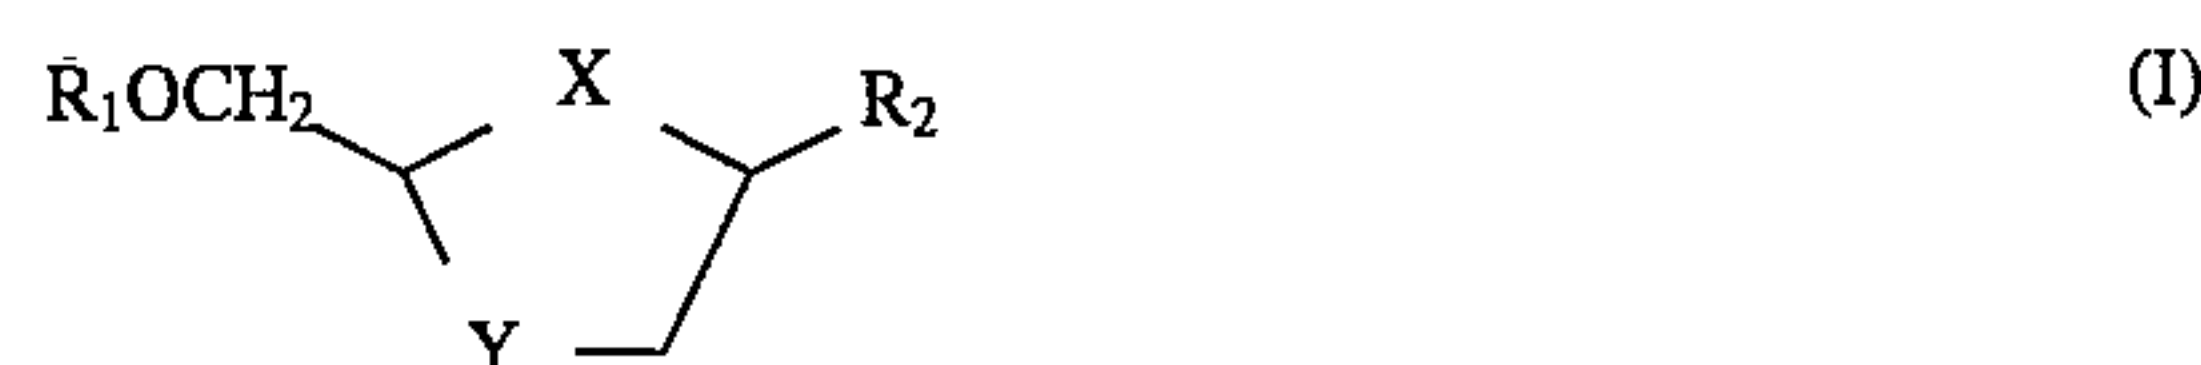 R₁OCH₂ X R₂ (I)
Y